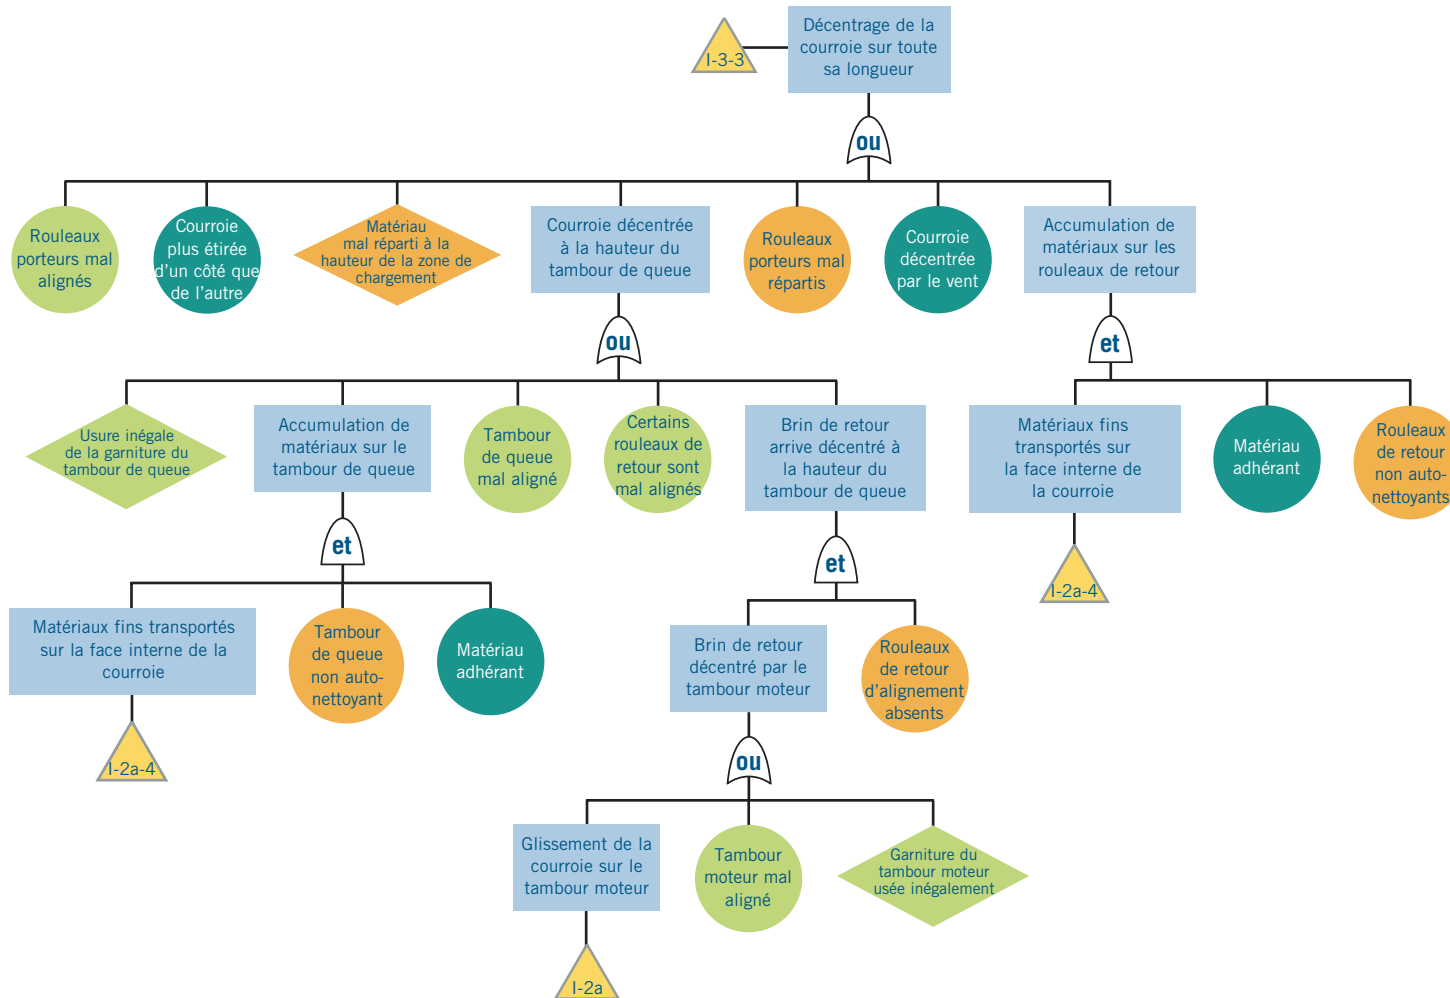 Décentrage de la
courroie sur toute
sa longueur
I-3-3
ou
Rouleaux
porteurs mal
alignés
Courroie
plus étirée
d'un côté que
de l'autre
Matériau
mal réparti à la
hauteur de la zone de
chargement
Courroie décentrée
à la hauteur du
tambour de queue
Rouleaux
porteurs mal
répartis
Courroie
décentrée
par le vent
Accumulation de
matériaux sur les
rouleaux de retour
ou
et
Usure inégale
de la garniture du
tambour de queue
Accumulation de
matériaux sur le
tambour de queue
Tambour
de queue
mal aligné
Certains
rouleaux de
retour sont
mal alignés
Brin de retour
arrive décentré à
la hauteur du
tambour de queue
Matériaux fins
transportés sur
la face interne de
la courroie
Matériau
adhérant
Rouleaux
de retour
non auto-
nettoyants
et
et
I-2a-4
Matériaux fins transportés
sur la face interne de la
courroie
Tambour
de queue
non auto-
nettoyant
Matériau
adhérant
Brin de retour
décentré par le
tambour moteur
Rouleaux
de retour
d'alignement
absents
I-2a-4
ou
Glissement de la
courroie sur le
tambour moteur
Tambour
moteur mal
aligné
Garniture du
tambour moteur
usée inégalement
I-2a